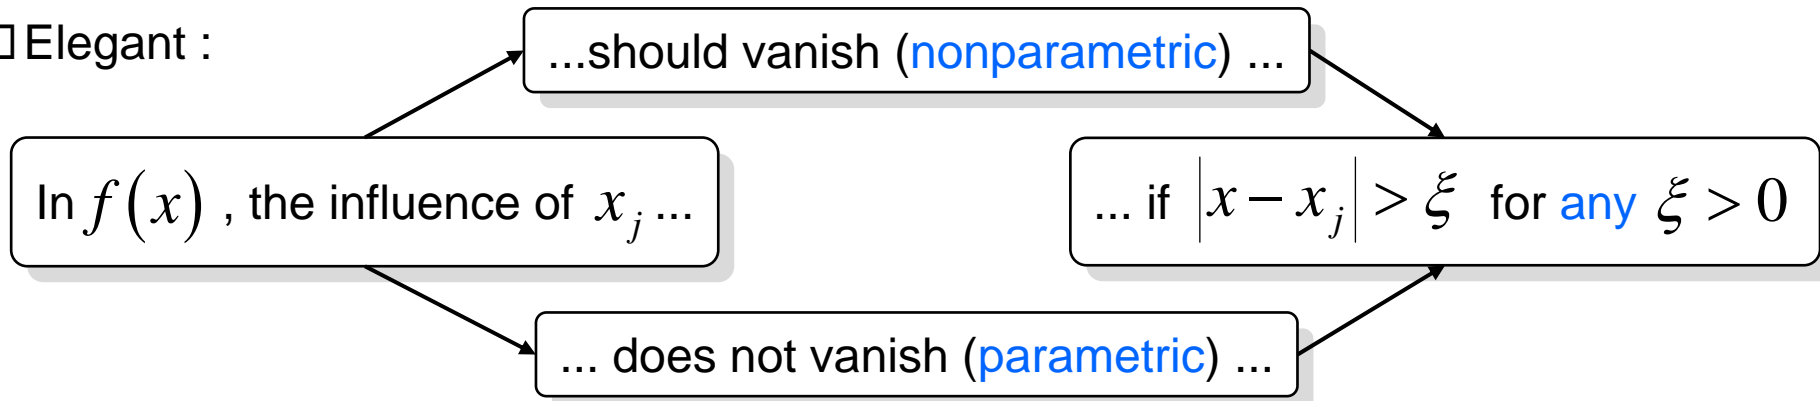 Elegant :
...should vanish (nonparametric) ...
In f(x) , the influence of x_j ...
... if |x − x_j| > ξ for any ξ > 0
... does not vanish (parametric) ...